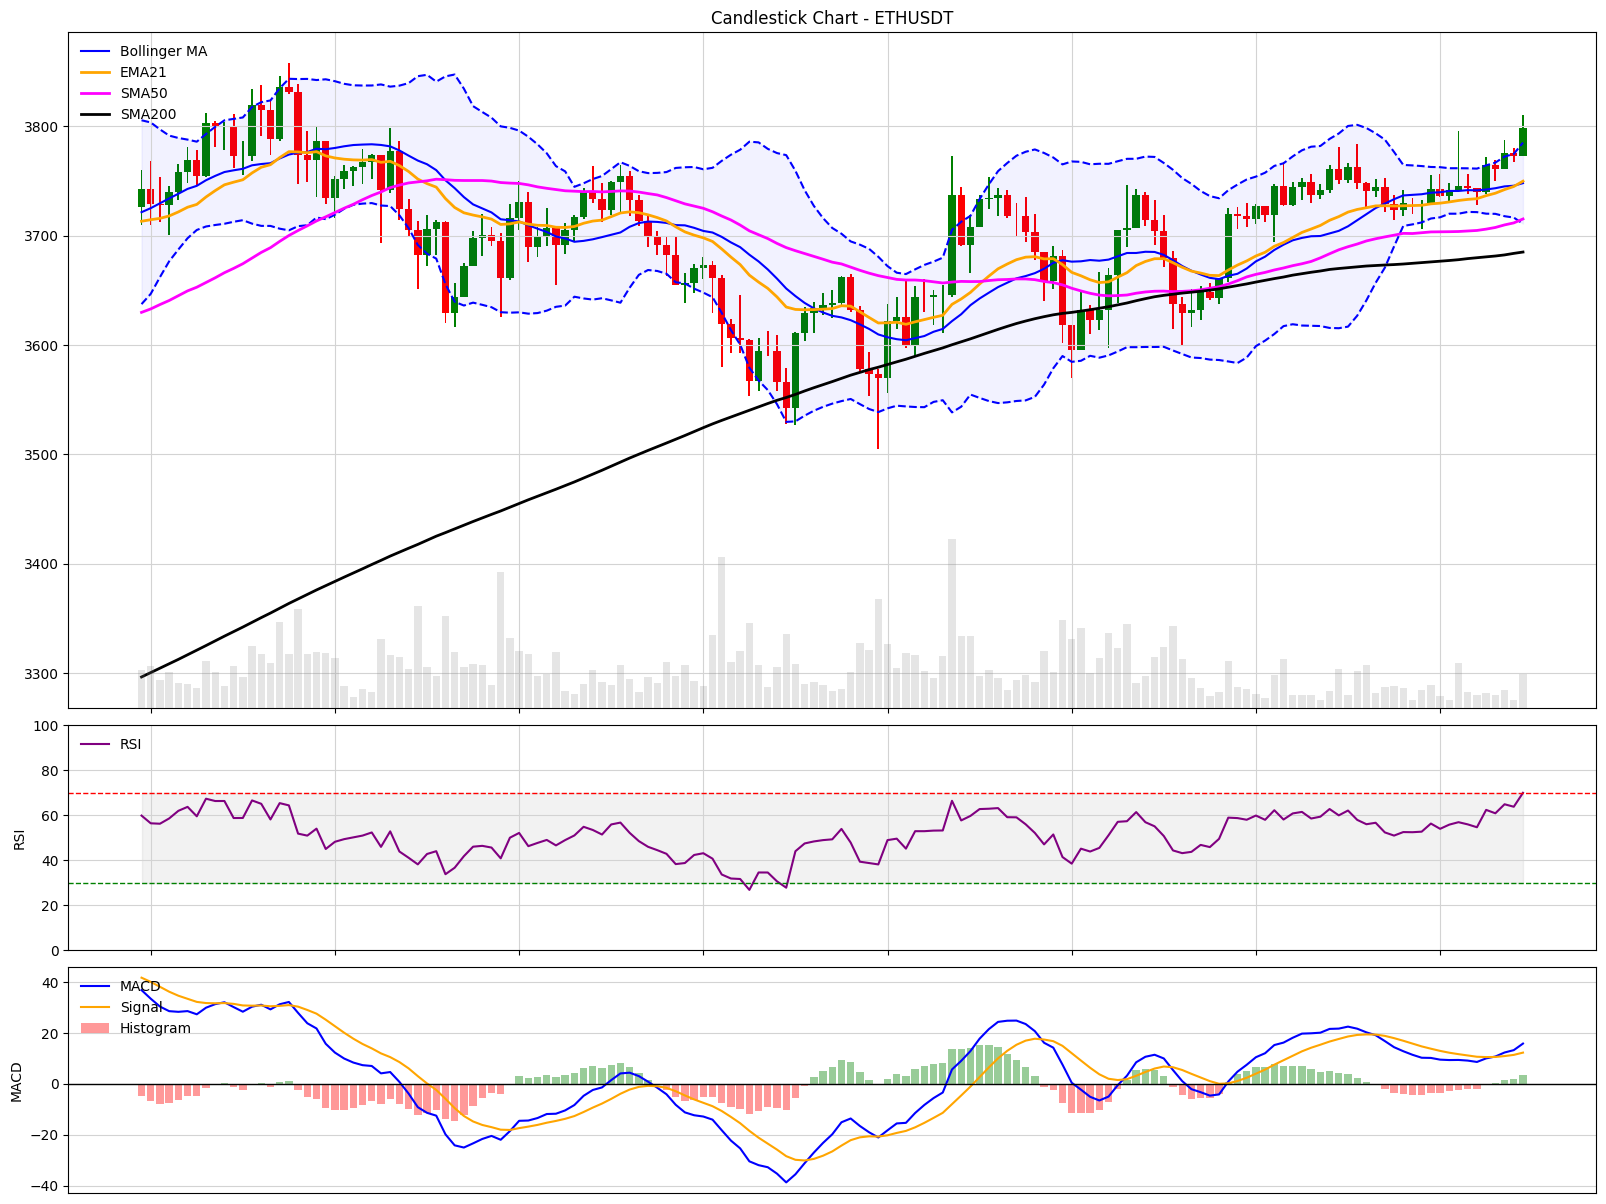 Candlestick Chart - ETHUSDT
Bollinger MA
EMA21
SMA50
SMA200
3800
3700
3600
3500
3400
3300
RSI
100
80
60
40
20
0
RSI
MACD
Signal
Histogram
40
20
0
−20
−40
MACD